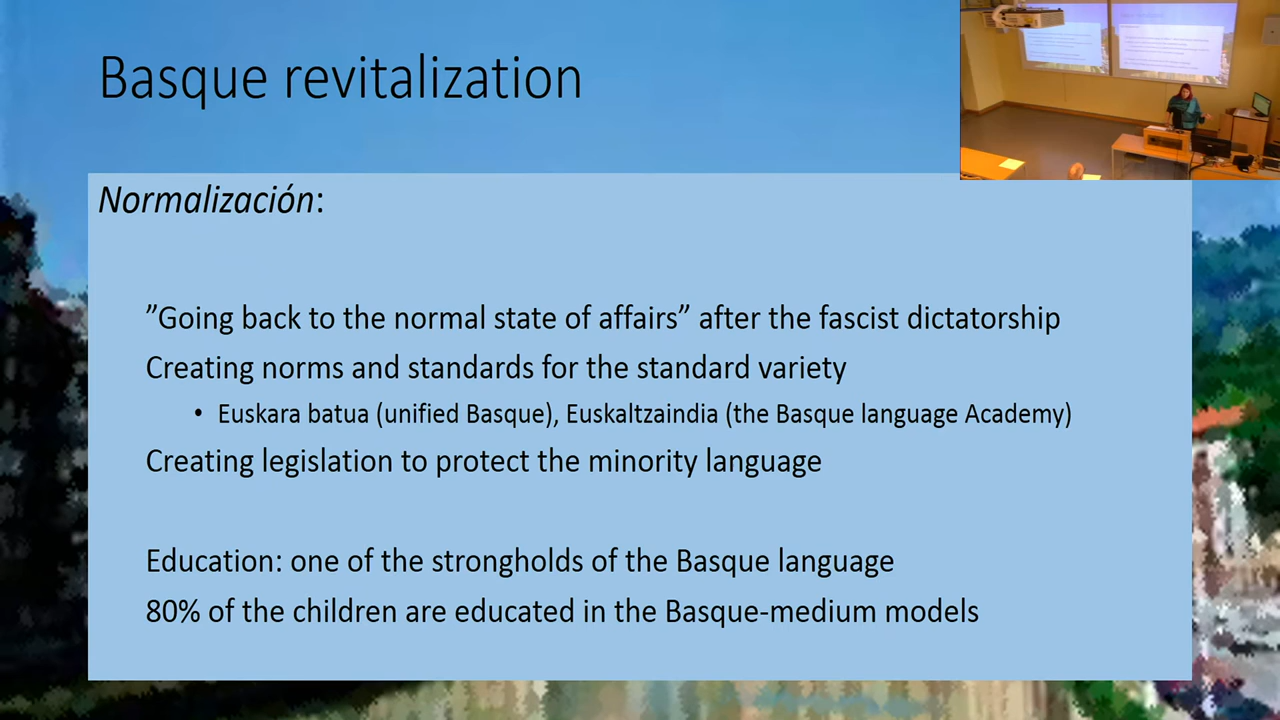 Basque revitalization
Normalización:
”Going back to the normal state of affairs” after the fascist dictatorship
Creating norms and standards for the standard variety
• Euskara batua (unified Basque), Euskaltzaindia (the Basque language Academy)
Creating legislation to protect the minority language
Education: one of the strongholds of the Basque language
80% of the children are educated in the Basque-medium models